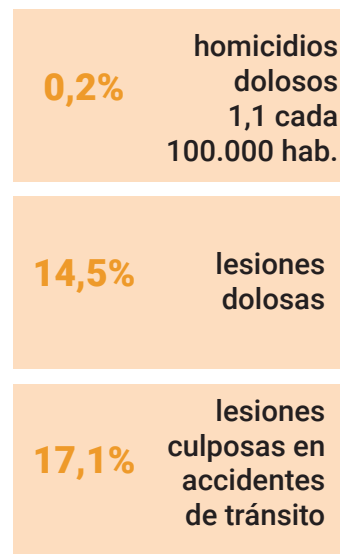 0,2%
homicidios
dolosos
1,1 cada
100.000 hab.
14,5%
lesiones
dolosas
17,1%
lesiones
culposas en
accidentes
de tránsito